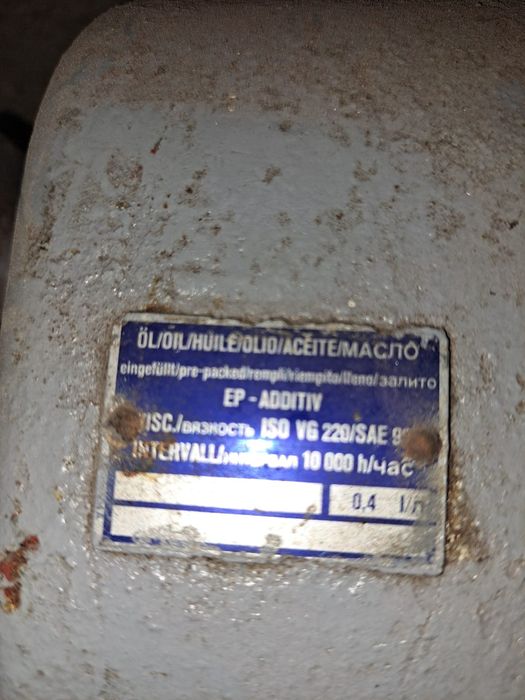 ÖL/OIL/HUILE/OLIO/ACEITE/МАСЛО
eingefüllt/pre-packed/rempli/riempito/lleno/залито
EP - ADDITIV
VISC./вязкость ISO VG 220/SAE
INTERVALL/интервал 10 000 h/час
0,4 l/л